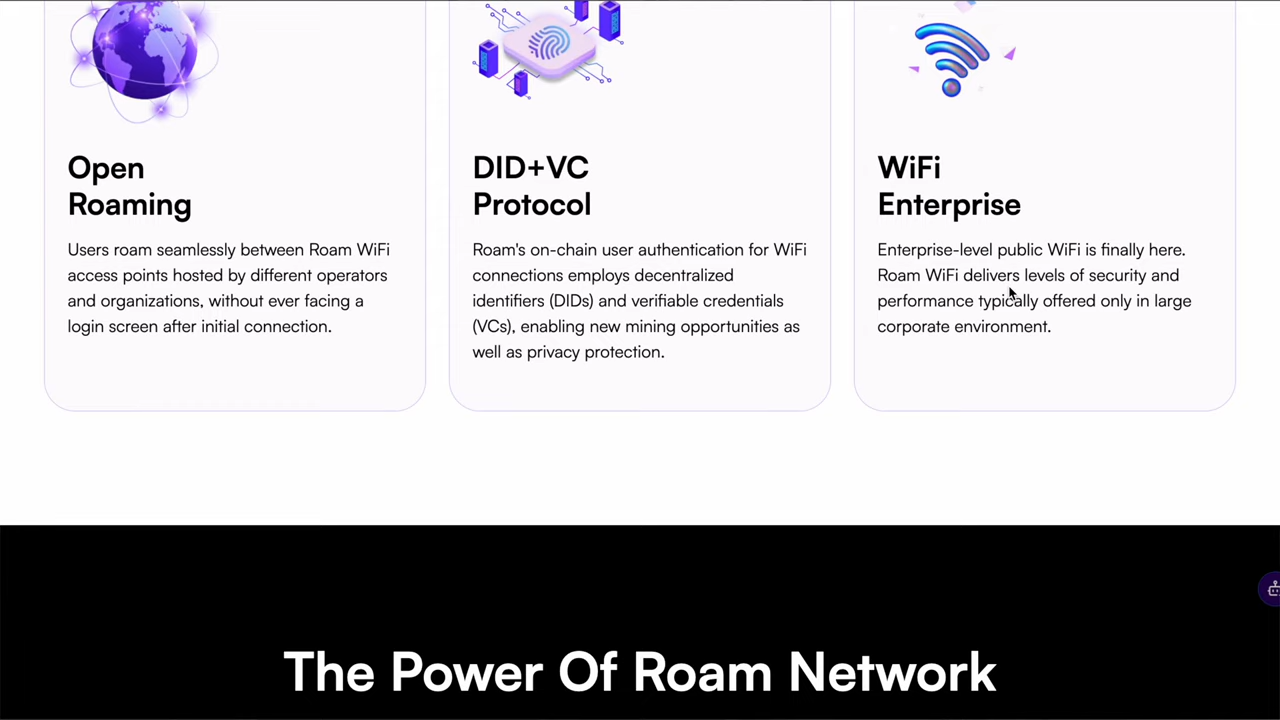 Open
Roaming
Users roam seamlessly between Roam WiFi
access points hosted by different operators
and organizations, without ever facing a
login screen after initial connection.
DID+VC
Protocol
Roam's on-chain user authentication for WiFi
connections employs decentralized
identifiers (DIDs) and verifiable credentials
(VCs), enabling new mining opportunities as
well as privacy protection.
WiFi
Enterprise
Enterprise-level public WiFi is finally here.
Roam WiFi delivers levels of security and
performance typically offered only in large
corporate environment.
The Power Of Roam Network